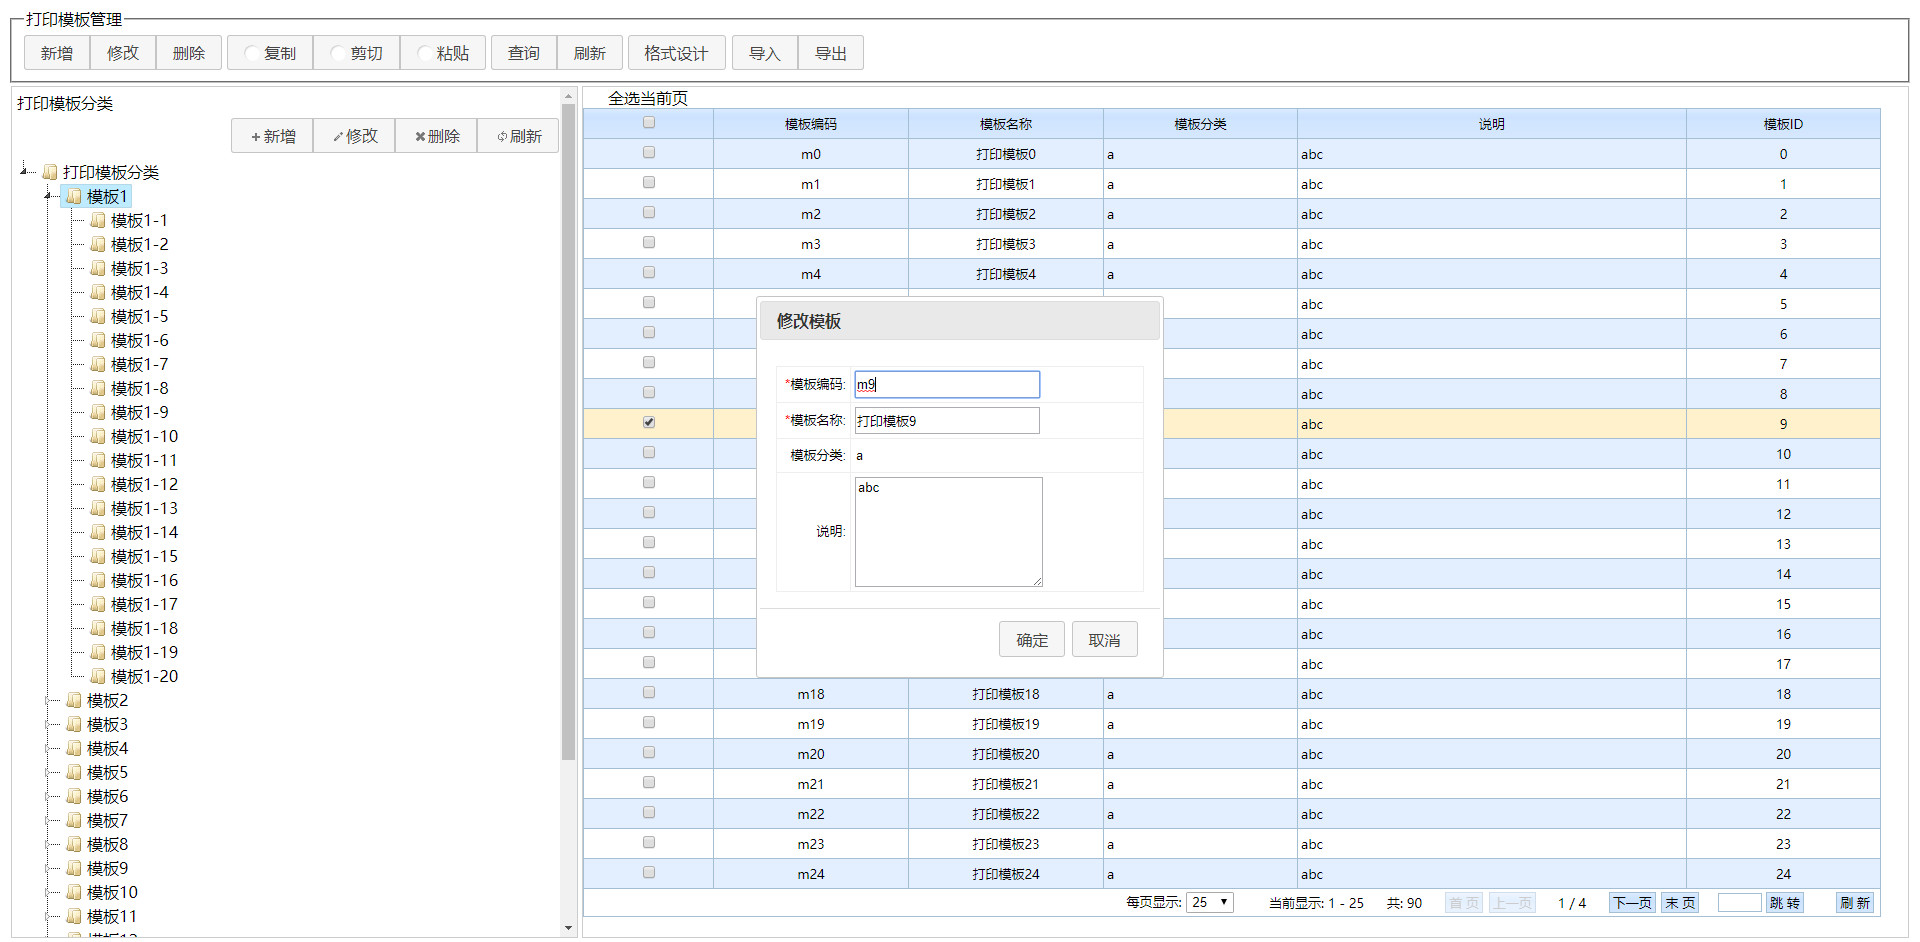 打印模板管理
新增 修改 删除 复制 剪切 粘贴 查询 刷新 格式设计 导入 导出
打印模板分类
新增 修改 删除 刷新
打印模板分类
模板1
模板1-1
模板1-2
模板1-3
模板1-4
模板1-5
模板1-6
模板1-7
模板1-8
模板1-9
模板1-10
模板1-11
模板1-12
模板1-13
模板1-14
模板1-15
模板1-16
模板1-17
模板1-18
模板1-19
模板1-20
模板2
模板3
模板4
模板5
模板6
模板7
模板8
模板9
模板10
模板11
全选当前页
模板编码 模板名称 模板分类 说明 模板ID
m0 打印模板0 a abc 0
m1 打印模板1 a abc 1
m2 打印模板2 a abc 2
m3 打印模板3 a abc 3
m4 打印模板4 a abc 4
abc 5
abc 6
abc 7
abc 8
abc 9
abc 10
abc 11
abc 12
abc 13
abc 14
abc 15
abc 16
abc 17
m18 打印模板18 a abc 18
m19 打印模板19 a abc 19
m20 打印模板20 a abc 20
m21 打印模板21 a abc 21
m22 打印模板22 a abc 22
m23 打印模板23 a abc 23
m24 打印模板24 a abc 24
每页显示: 25 当前显示: 1 - 25 共: 90 首 页 上一页 1 / 4 下一页 末 页 跳 转 刷 新
修改模板
*模板编码: m9
*模板名称: 打印模板9
模板分类: a
说明: abc
确定 取消